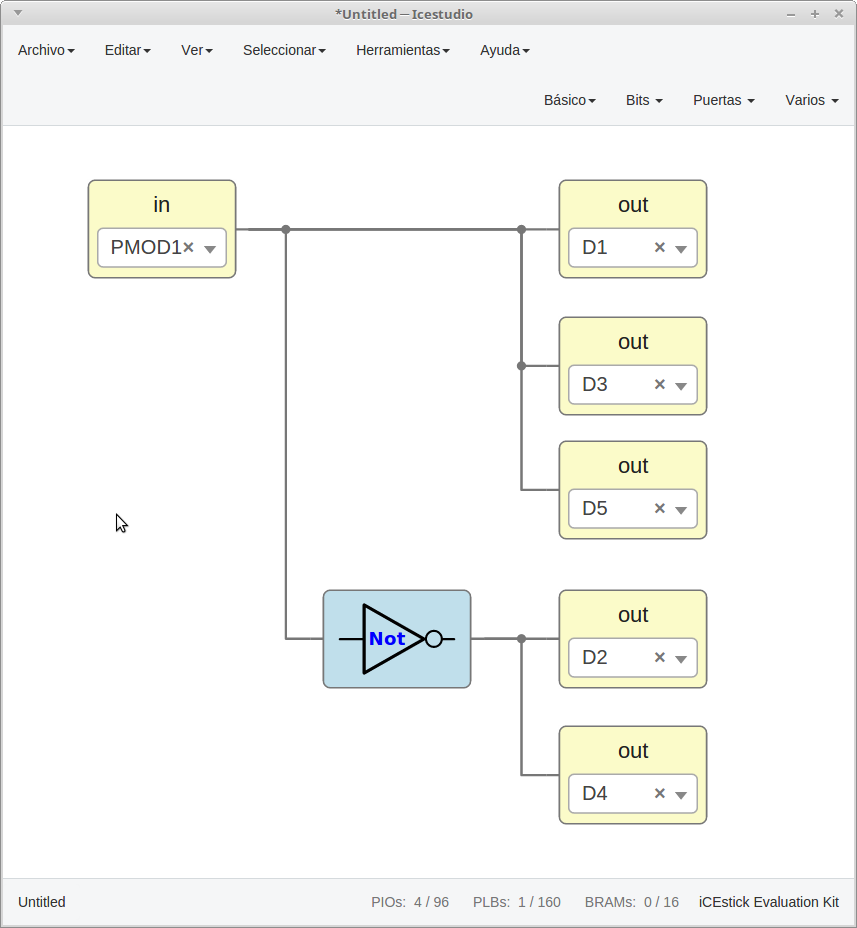 *Untitled — Icestudio
Archivo Editar Ver Seleccionar Herramientas Ayuda
Básico Bits Puertas Varios
in
PMOD1
out
D1
out
D3
out
D5
Not
out
D2
out
D4
Untitled PIOs: 4 / 96 PLBs: 1 / 160 BRAMs: 0 / 16 iCEstick Evaluation Kit